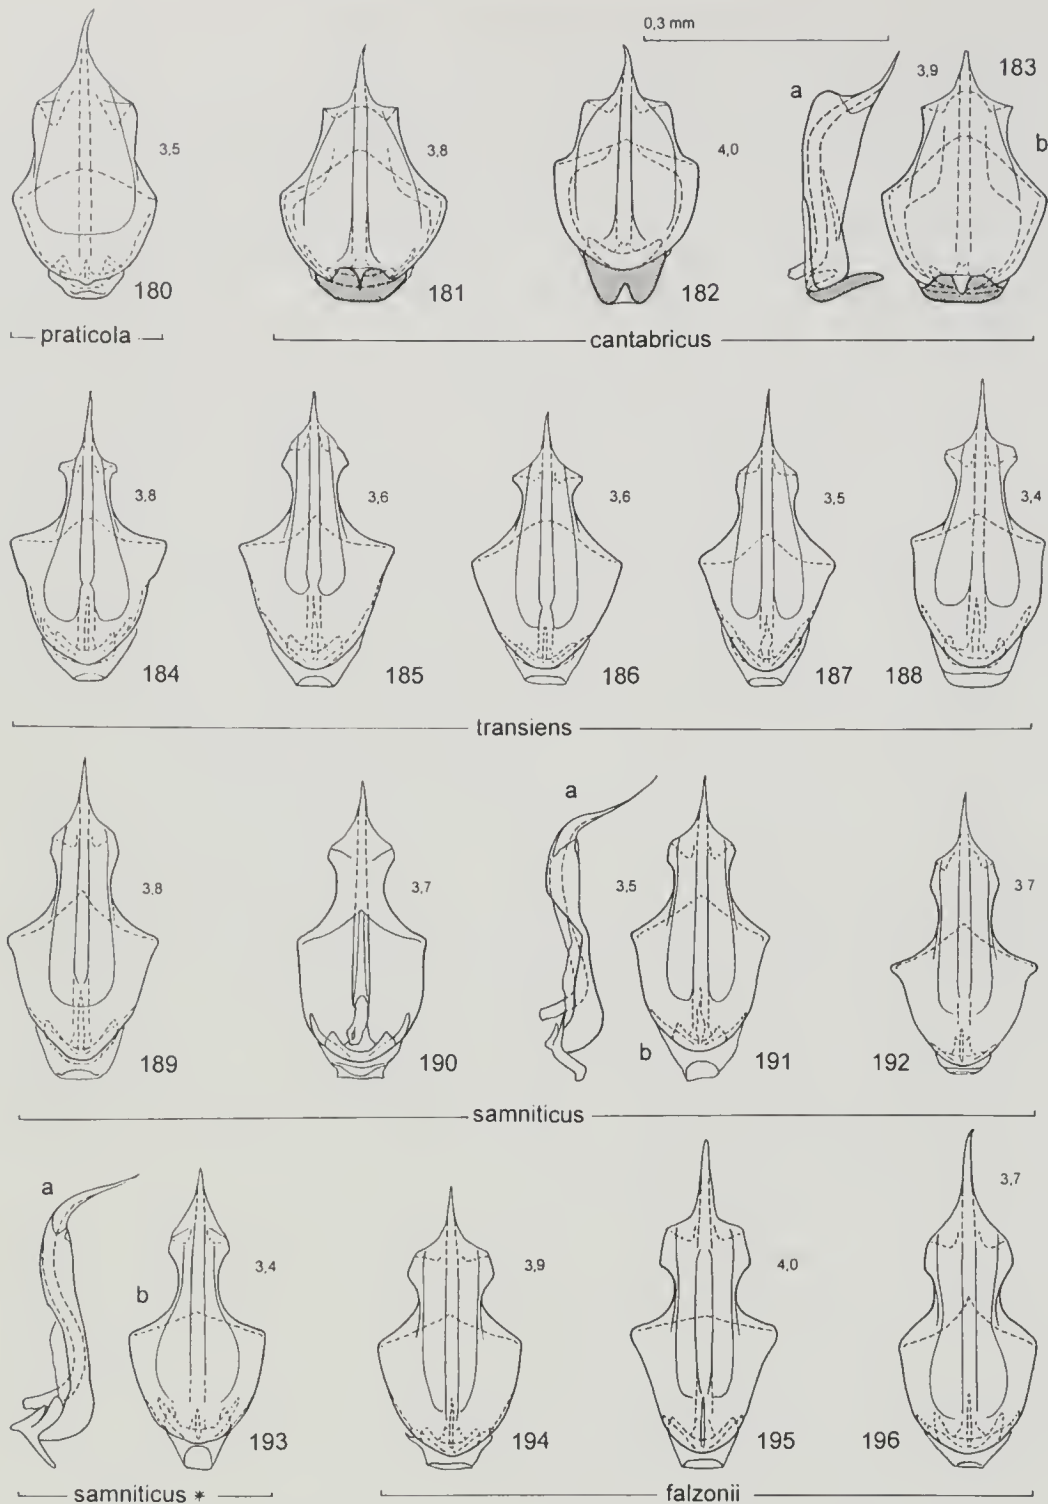 0,3 mm
a
3,9
183
3,5
3,8
4,0
b
180
181
182
praticola
cantabricus
3,8
3,6
3,6
3,5
3,4
184
185
186
187
188
transiens
a
3,8
3,7
3,5
3 7
189
190
b
191
192
samniticus
a
3,7
b
3,4
3,9
4,0
193
194
195
196
samniticus *
falzonii